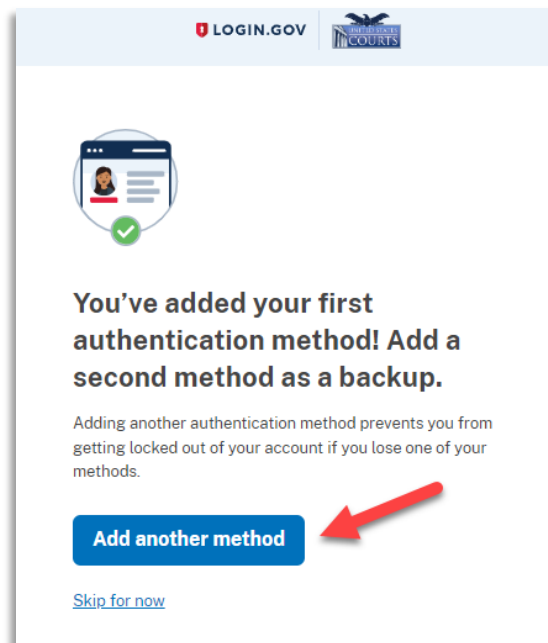 LOGIN.GOV
UNITED STATES
COURTS
You’ve added your first
authentication method! Add a
second method as a backup.
Adding another authentication method prevents you from
getting locked out of your account if you lose one of your
methods.
Add another method
Skip for now